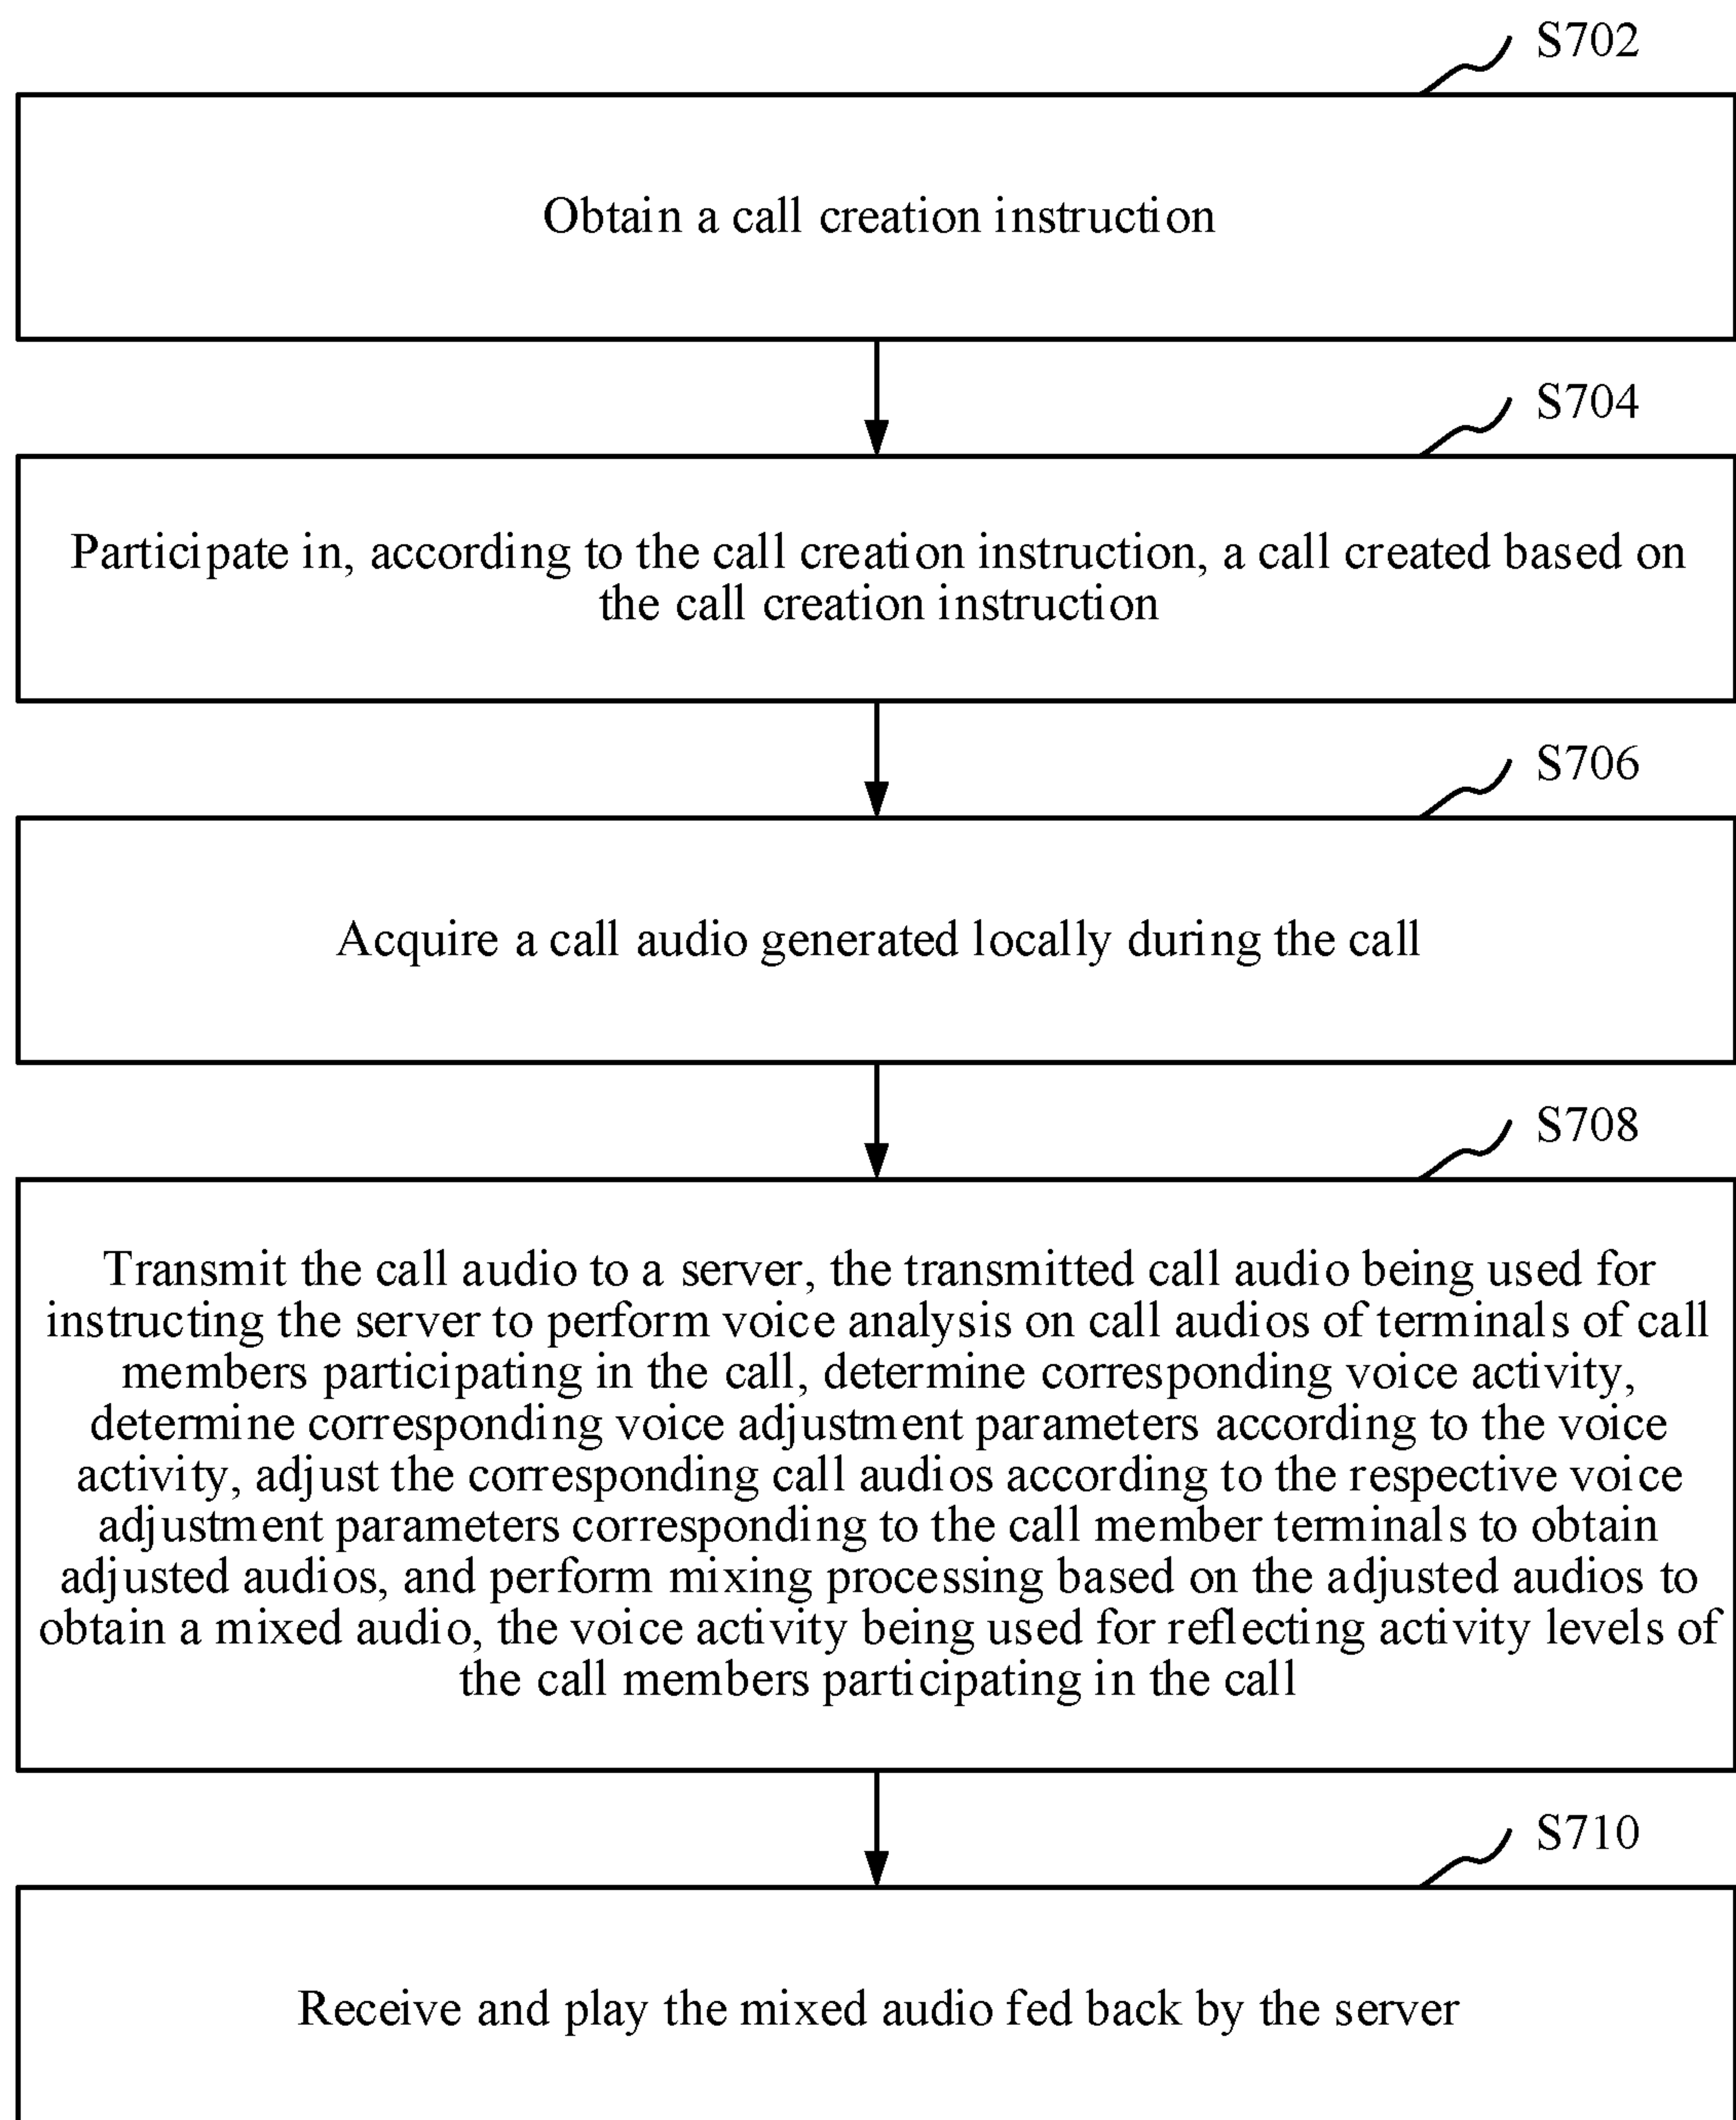 S702
Obtain a call creation instruction
S704
Participate in, according to the call creation instruction, a call created based on
the call creation instruction
S706
Acquire a call audio generated locally during the call
S708
Transmit the call audio to a server, the transmitted call audio being used for
instructing the server to perform voice analysis on call audios of terminals of call
members participating in the call, determine corresponding voice activity,
determine corresponding voice adjustment parameters according to the voice
activity, adjust the corresponding call audios according to the respective voice
adjustment parameters corresponding to the call member terminals to obtain
adjusted audios, and perform mixing processing based on the adjusted audios to
obtain a mixed audio, the voice activity being used for reflecting activity levels of
the call members participating in the call
S710
Receive and play the mixed audio fed back by the server